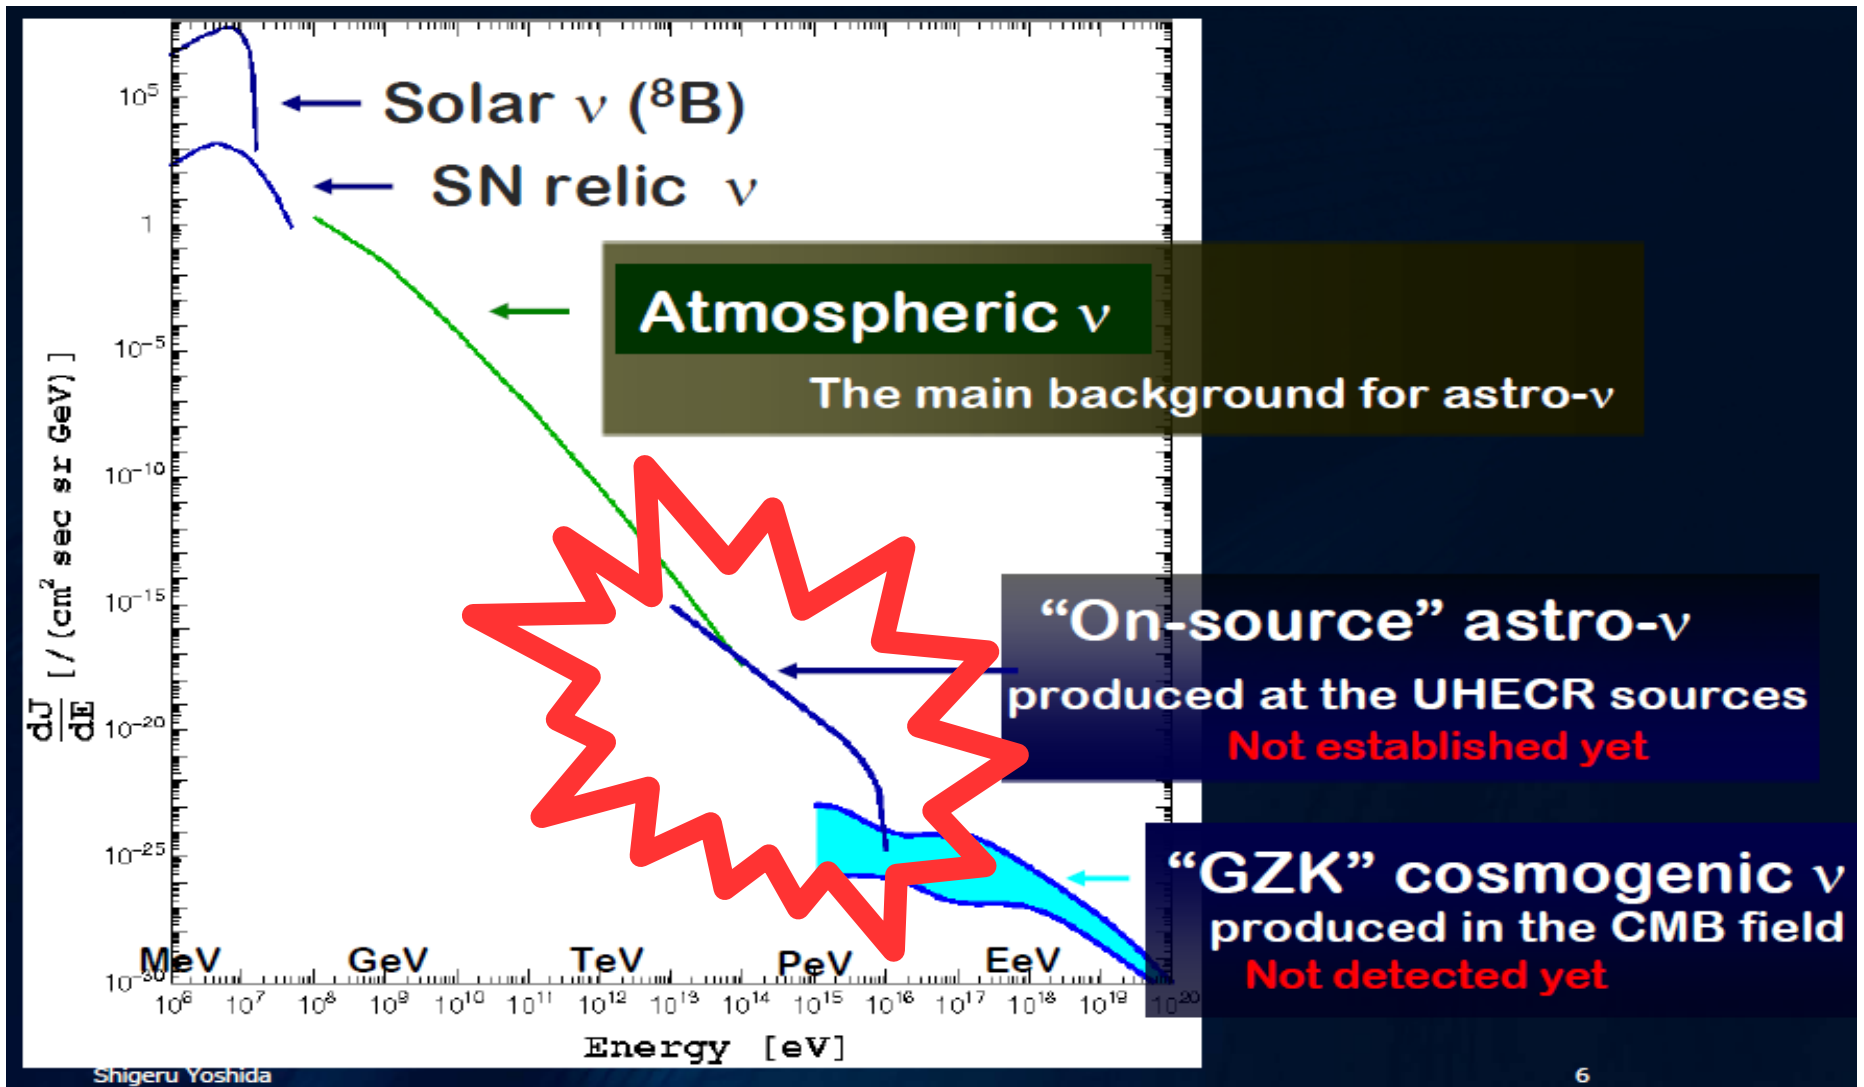 Solar ν (⁸B)
SN relic ν
Atmospheric ν
The main background for astro-ν
“On-source” astro-ν
produced at the UHECR sources
Not established yet
“GZK” cosmogenic ν
produced in the CMB field
Not detected yet
dJ/dE [/(cm² sec sr GeV)]
10⁵
1
10⁻⁵
10⁻¹⁰
10⁻¹⁵
10⁻²⁰
10⁻²⁵
10⁻³⁰
MeV GeV TeV PeV EeV
10⁶ 10⁷ 10⁸ 10⁹ 10¹⁰ 10¹¹ 10¹² 10¹³ 10¹⁴ 10¹⁵ 10¹⁶ 10¹⁷ 10¹⁸ 10¹⁹ 10²⁰
Energy [eV]
Shigeru Yoshida
6